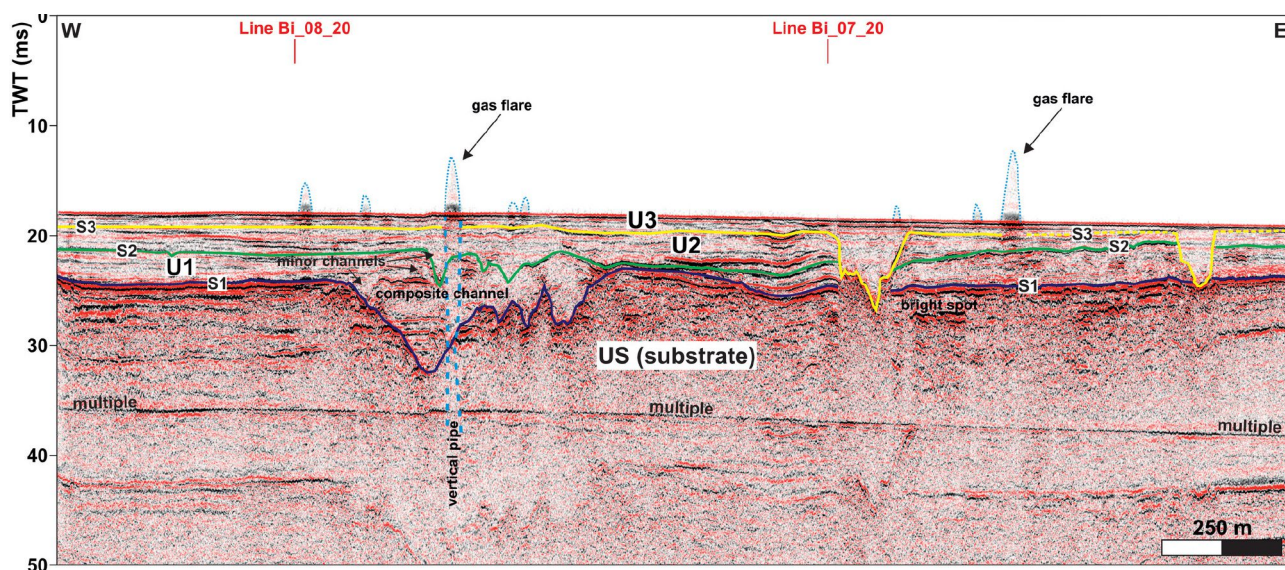 0
W
Line Bi_08_20
Line Bi_07_20
E
TWT (ms)
gas flare
gas flare
10
U3
S3
S3
20
S2
U2
S2
U1
minor channels
S1
composite channel
S1
bright spot
30
US (substrate)
multiple
multiple
multiple
vertical pipe
40
250 m
50